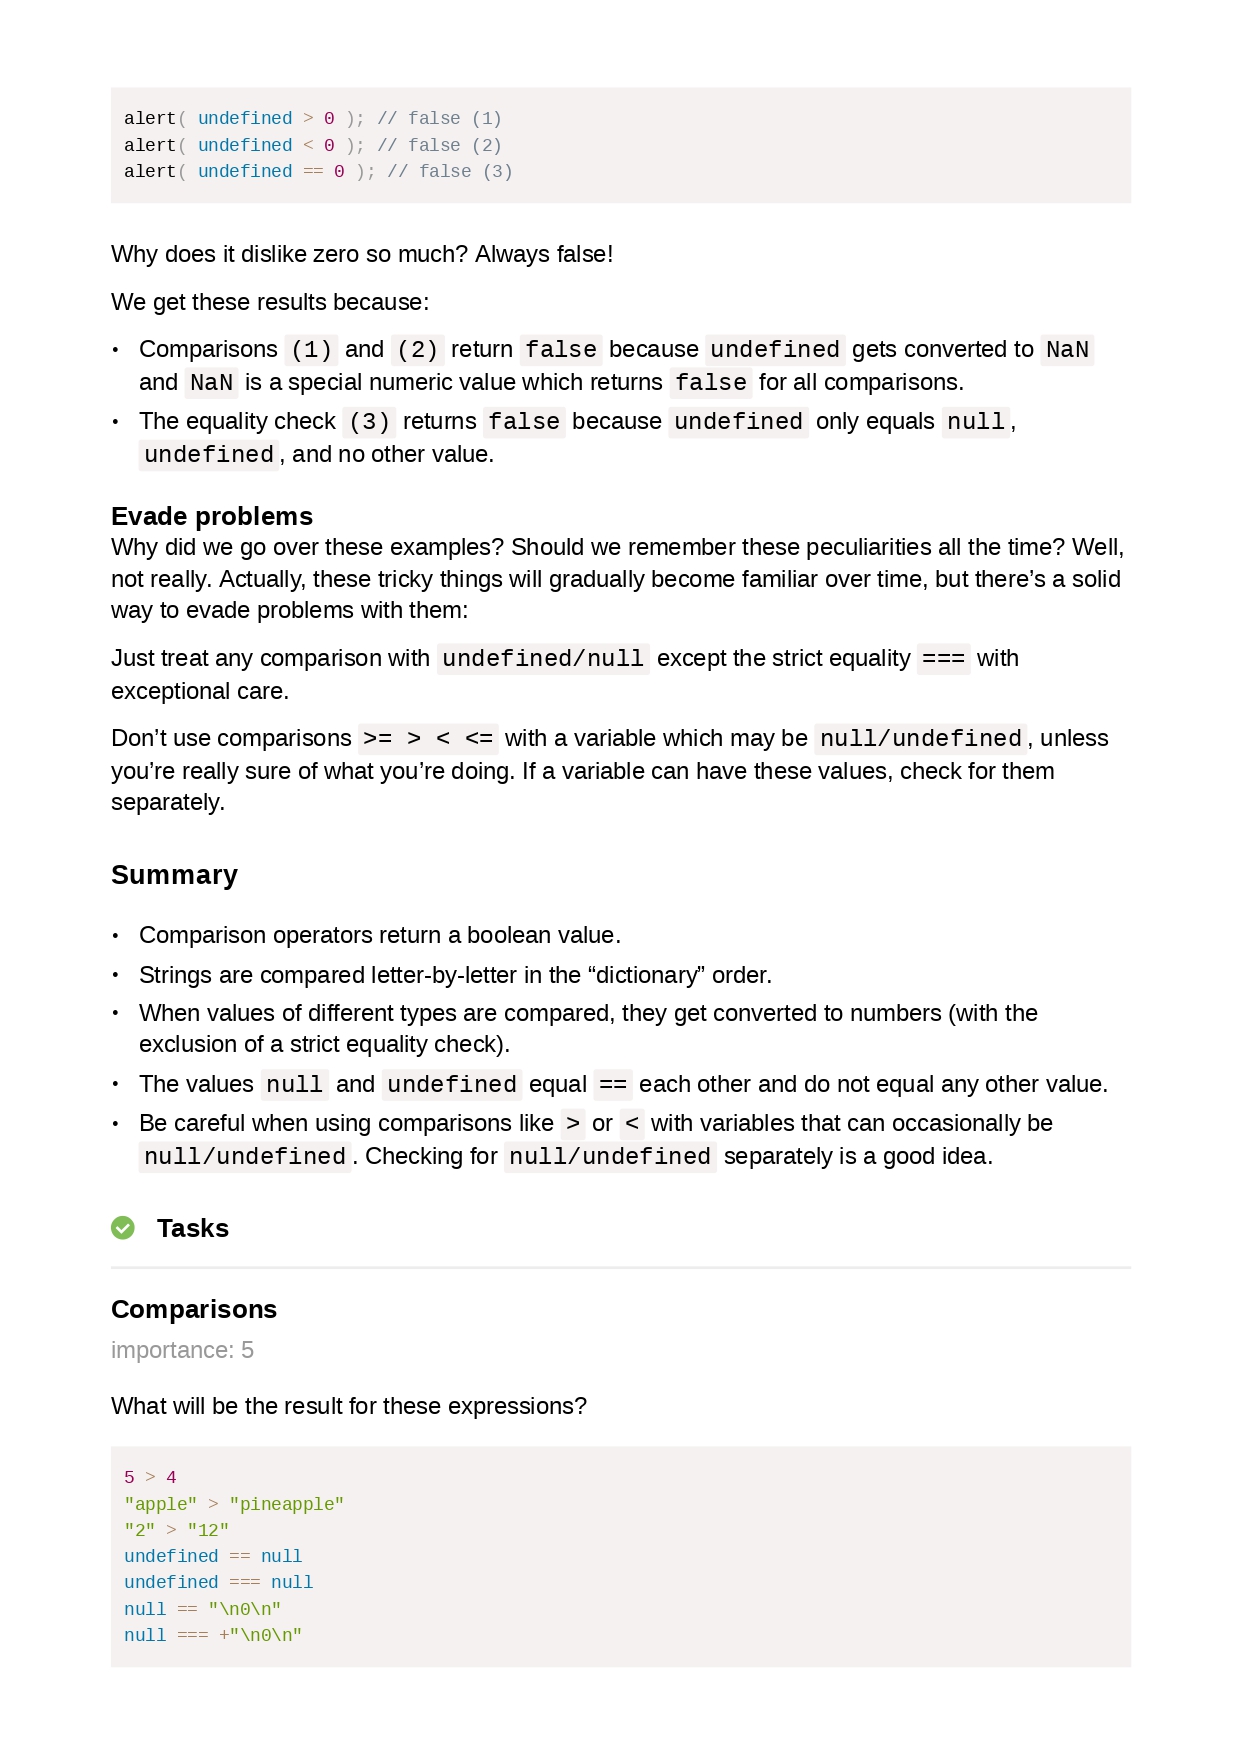 alert( undefined > 0 ); // false (1)
alert( undefined < 0 ); // false (2)
alert( undefined == 0 ); // false (3)
Why does it dislike zero so much? Always false!
We get these results because:
• Comparisons (1) and (2) return false because undefined gets converted to NaN
and NaN is a special numeric value which returns false for all comparisons.
• The equality check (3) returns false because undefined only equals null,
undefined, and no other value.
Evade problems
Why did we go over these examples? Should we remember these peculiarities all the time? Well,
not really. Actually, these tricky things will gradually become familiar over time, but there’s a solid
way to evade problems with them:
Just treat any comparison with undefined/null except the strict equality === with
exceptional care.
Don’t use comparisons >= > < <= with a variable which may be null/undefined, unless
you’re really sure of what you’re doing. If a variable can have these values, check for them
separately.
Summary
• Comparison operators return a boolean value.
• Strings are compared letter-by-letter in the “dictionary” order.
• When values of different types are compared, they get converted to numbers (with the
exclusion of a strict equality check).
• The values null and undefined equal == each other and do not equal any other value.
• Be careful when using comparisons like > or < with variables that can occasionally be
null/undefined. Checking for null/undefined separately is a good idea.
Tasks
Comparisons
importance: 5
What will be the result for these expressions?
5 > 4
"apple" > "pineapple"
"2" > "12"
undefined == null
undefined === null
null == "\n0\n"
null === +"\n0\n"